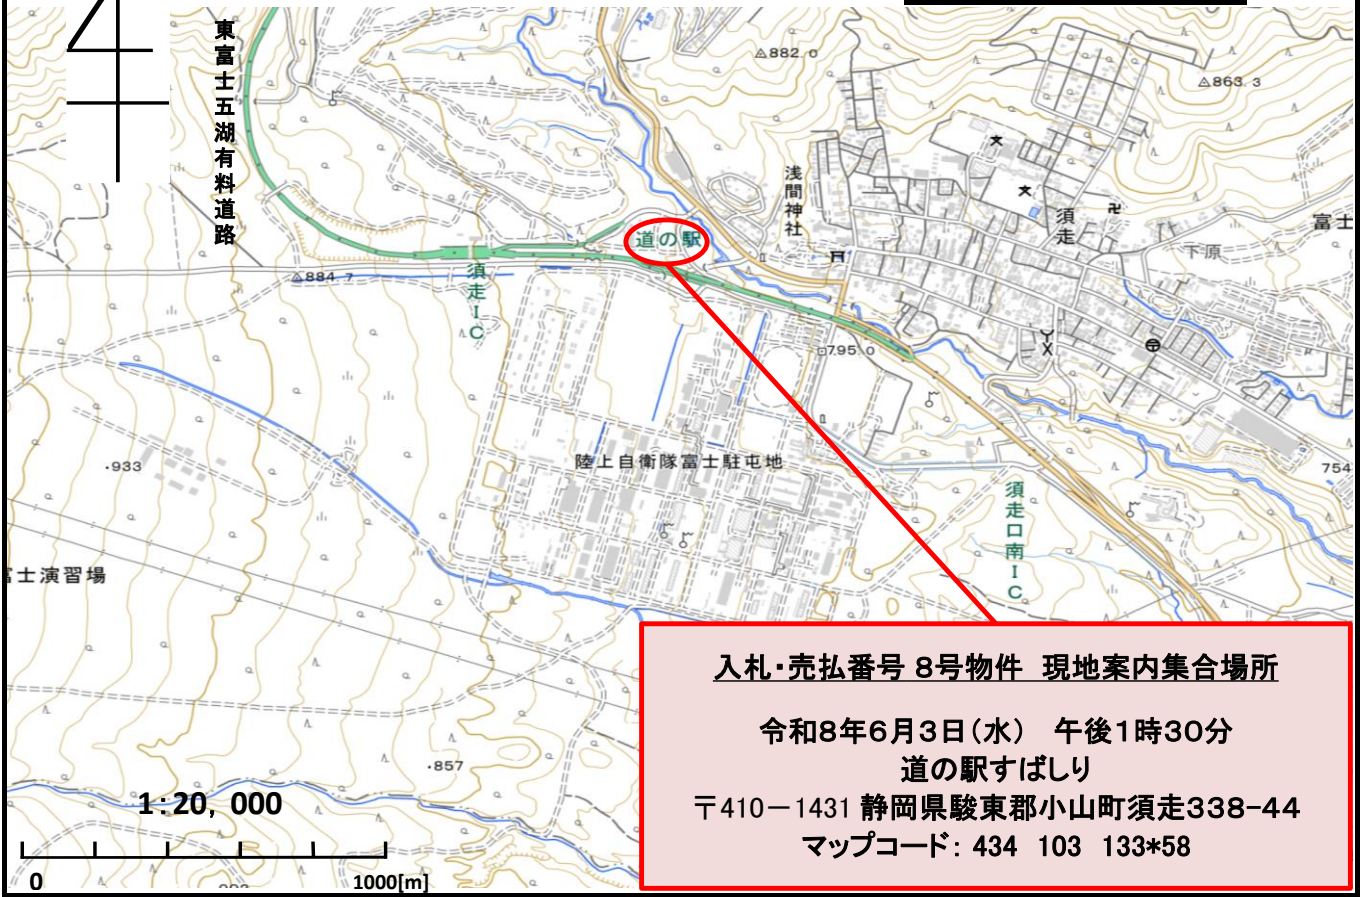 東富士五湖有料道路
882.0
863.3
浅間神社
須走
富士
下原
道の駅
884.7
須走IC
795.0
陸上自衛隊富士駐屯地
933
754
須走口南IC
富士演習場
857
入札・売払番号 8号物件 現地案内集合場所
令和8年6月3日(水) 午後1時30分
道の駅すばしり
〒410-1431 静岡県駿東郡小山町須走338-44
マップコード: 434 103 133*58
1:20, 000
0 1000[m]